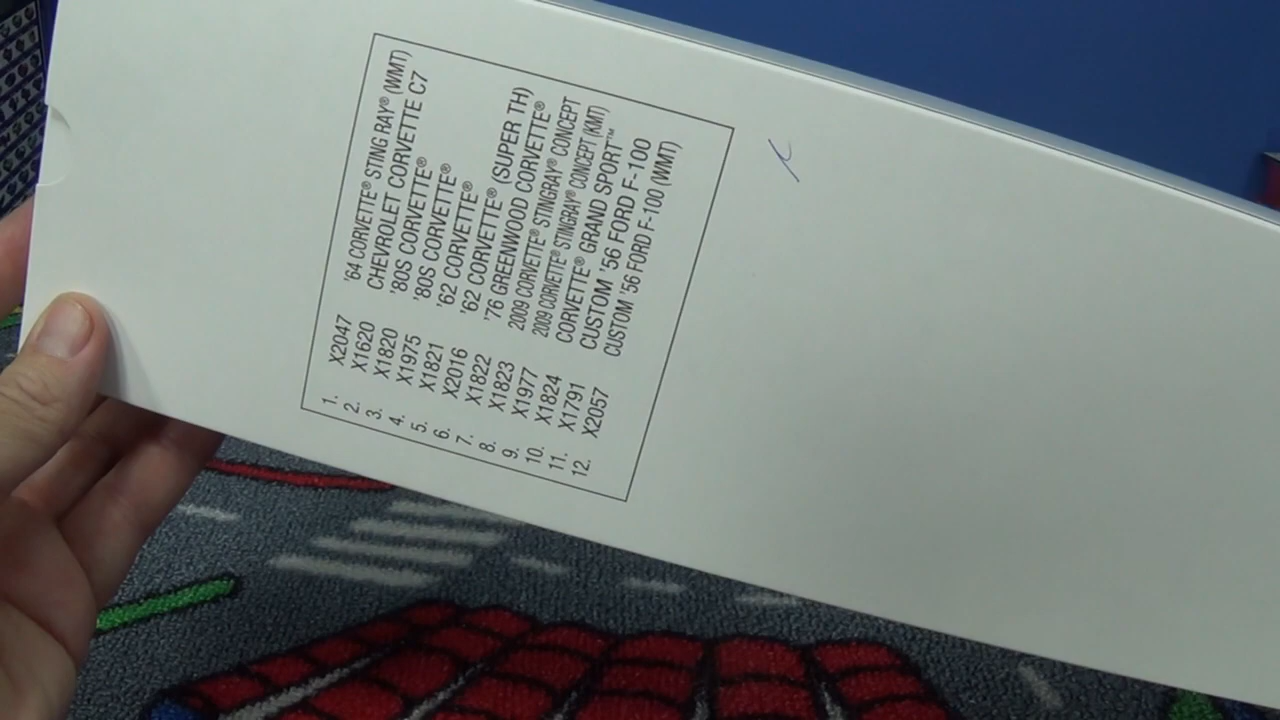 1. X2047 '64 CORVETTE® STING RAY® (WMT)
2. X1620 CHEVROLET CORVETTE C7
3. X1820 '80S CORVETTE®
4. X1975 '80S CORVETTE®
5. X1821 '62 CORVETTE®
6. X2016 '62 CORVETTE® (SUPER TH)
7. X1822 '76 GREENWOOD CORVETTE®
8. X1823 2009 CORVETTE® STINGRAY® CONCEPT
9. X1977 2009 CORVETTE® STINGRAY® CONCEPT (KMT)
10. X1824 CORVETTE® GRAND SPORT™
11. X1791 CUSTOM '56 FORD F-100
12. X2057 CUSTOM '56 FORD F-100 (WMT)